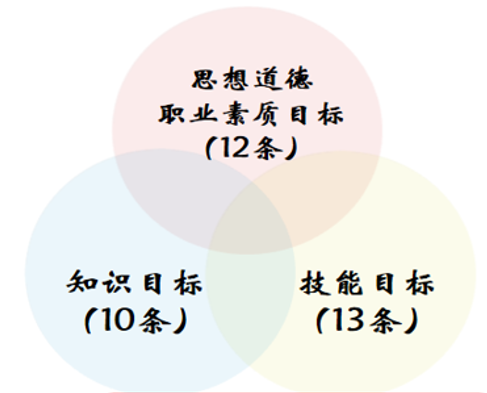 思想道德
职业素质目标
(12条)
知识目标
(10条)
技能目标
(13条)